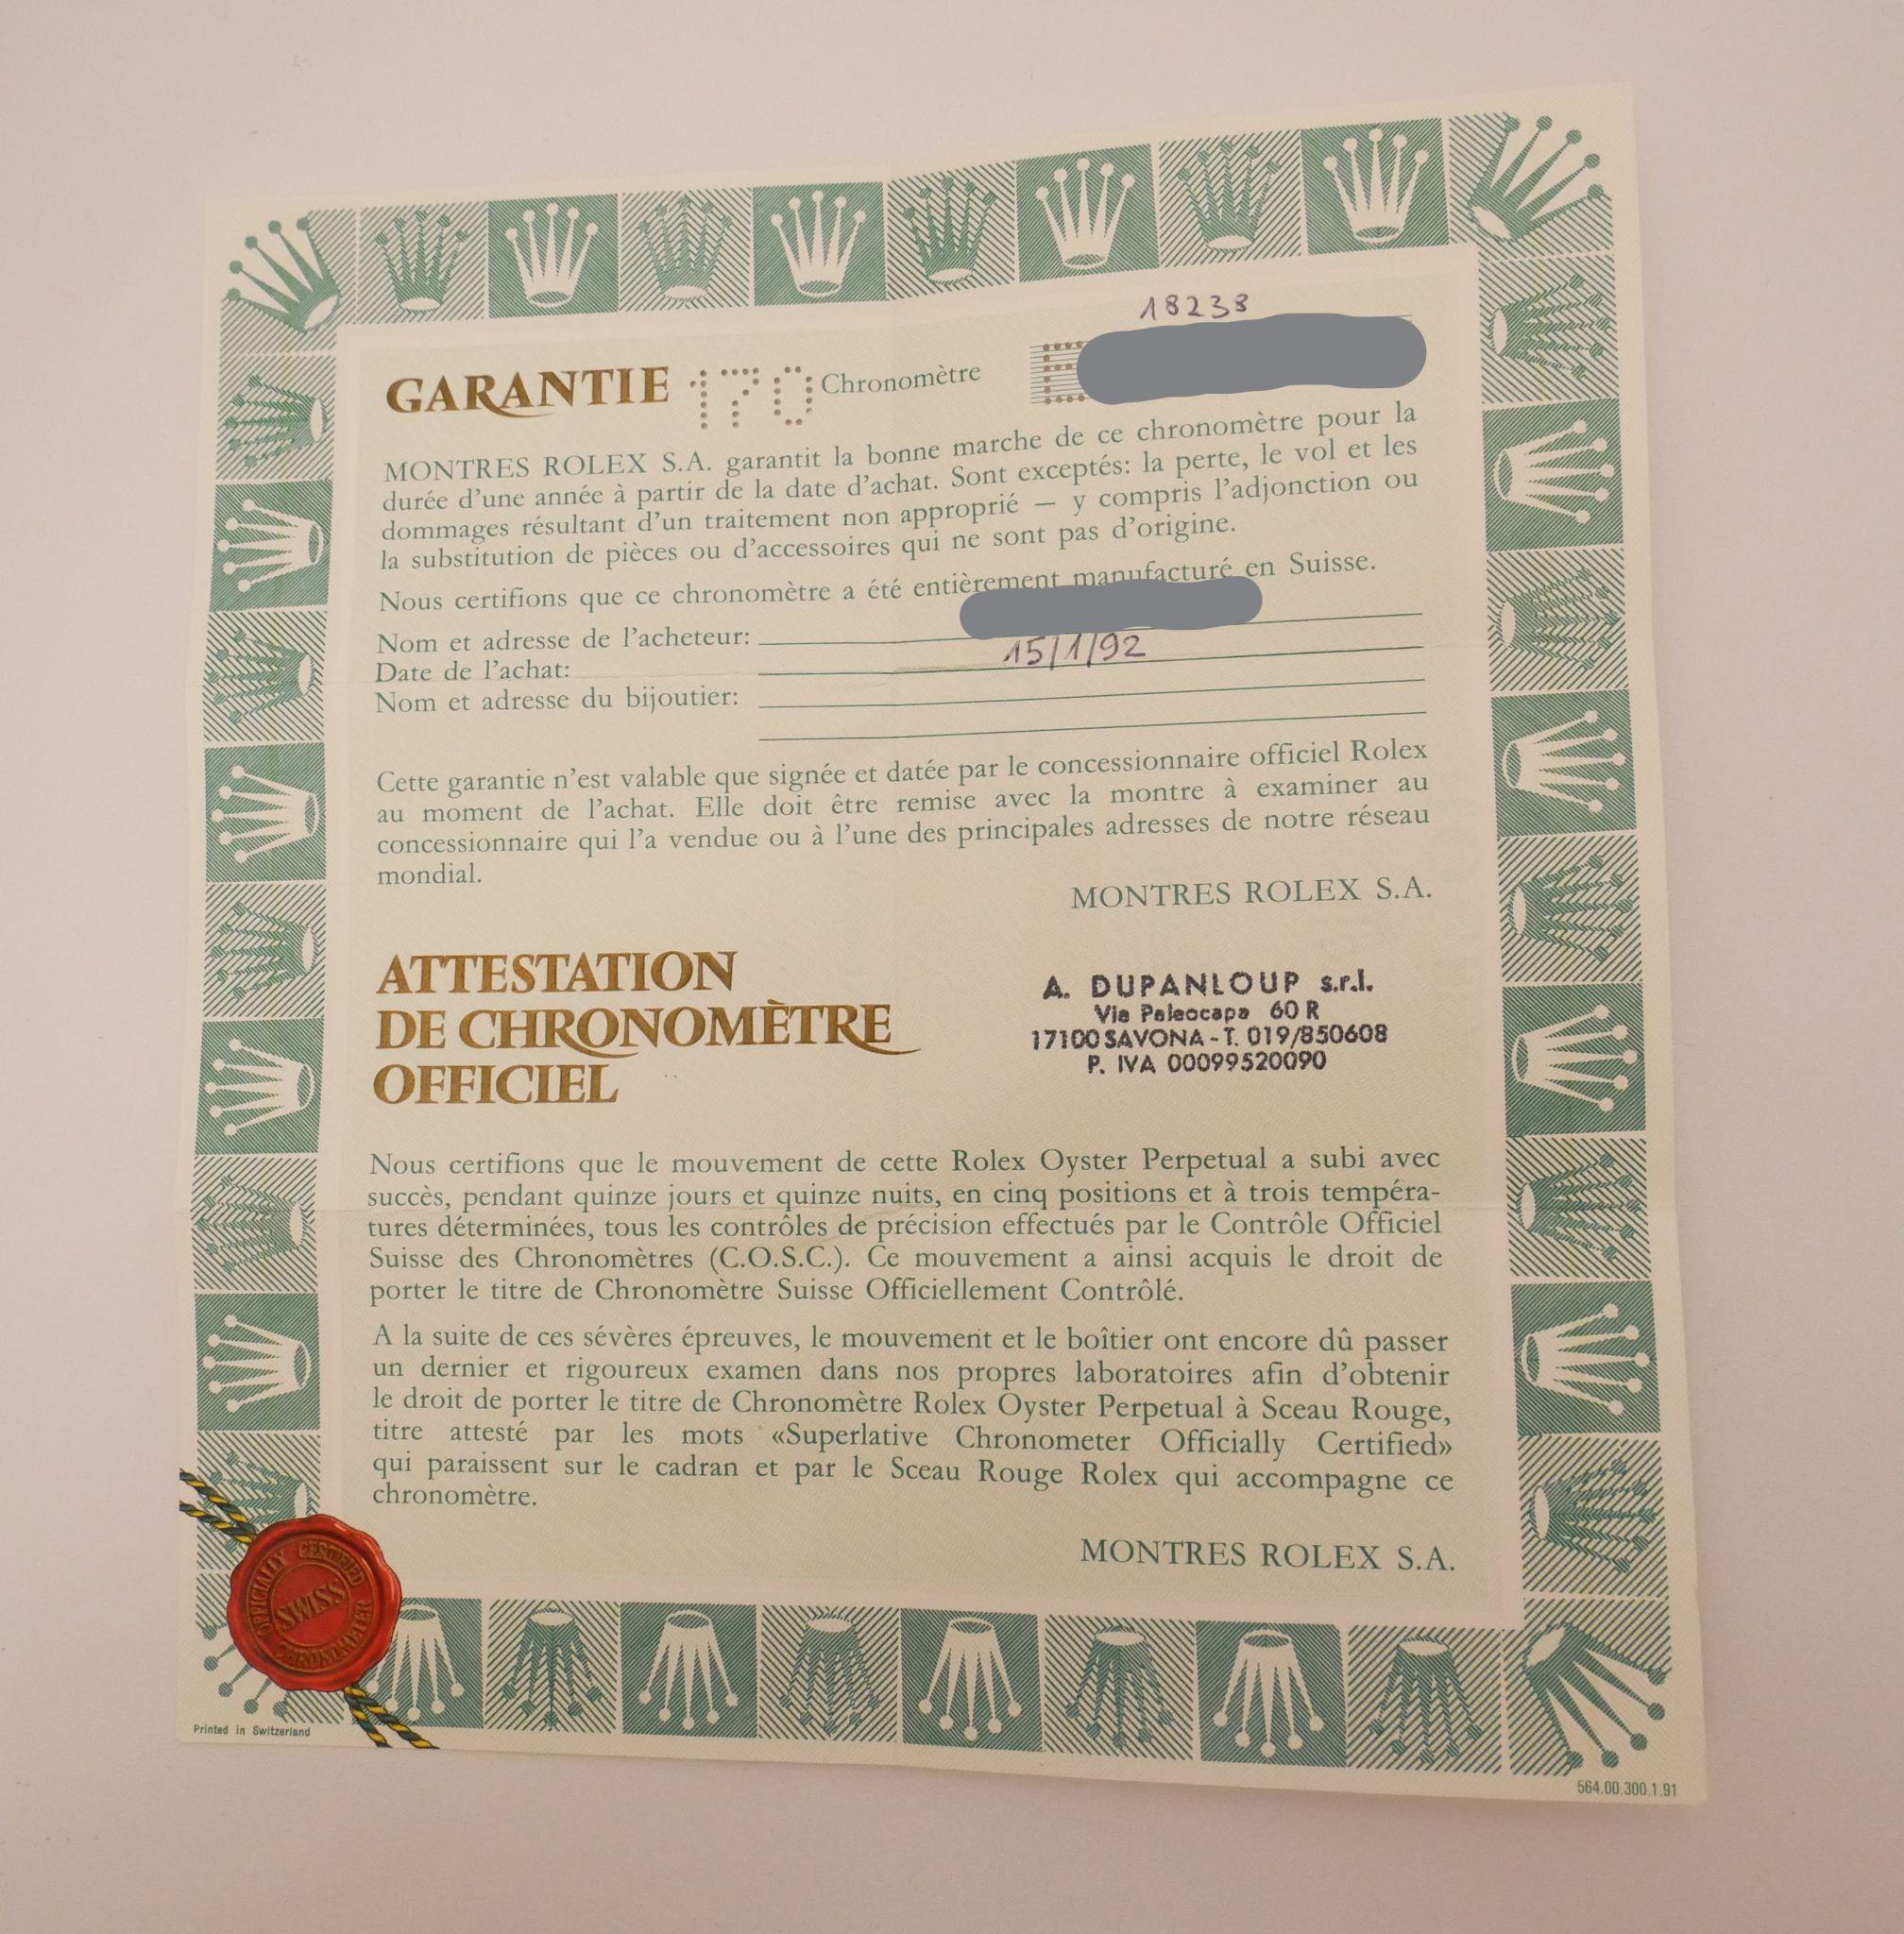 18238
GARANTIE 170 Chronomètre E
MONTRES ROLEX S.A. garantit la bonne marche de ce chronomètre pour la
durée d'une année à partir de la date d'achat. Sont exceptés: la perte, le vol et les
dommages résultant d'un traitement non approprié — y compris l'adjonction ou
la substitution de pièces ou d'accessoires qui ne sont pas d'origine.
Nous certifions que ce chronomètre a été entièrement manufacturé en Suisse.
Nom et adresse de l'acheteur:
Date de l'achat: 15/1/92
Nom et adresse du bijoutier:
Cette garantie n'est valable que signée et datée par le concessionnaire officiel Rolex
au moment de l'achat. Elle doit être remise avec la montre à examiner au
concessionnaire qui l'a vendue ou à l'une des principales adresses de notre réseau
mondial.
MONTRES ROLEX S.A.
ATTESTATION
DE CHRONOMÈTRE
OFFICIEL
A. DUPANLOUP s.r.l.
Via Paleocapa 60 R
17100 SAVONA - T. 019/850608
P. IVA 00099520090
Nous certifions que le mouvement de cette Rolex Oyster Perpetual a subi avec
succès, pendant quinze jours et quinze nuits, en cinq positions et à trois tempéra-
tures déterminées, tous les contrôles de précision effectués par le Contrôle Officiel
Suisse des Chronomètres (C.O.S.C.). Ce mouvement a ainsi acquis le droit de
porter le titre de Chronomètre Suisse Officiellement Contrôlé.
A la suite de ces sévères épreuves, le mouvement et le boîtier ont encore dû passer
un dernier et rigoureux examen dans nos propres laboratoires afin d'obtenir
le droit de porter le titre de Chronomètre Rolex Oyster Perpetual à Sceau Rouge,
titre attesté par les mots «Superlative Chronometer Officially Certified»
qui paraissent sur le cadran et par le Sceau Rouge Rolex qui accompagne ce
chronomètre.
MONTRES ROLEX S.A.
OFFICIALLY CERTIFIED
SWISS
CHRONOMETER
Printed in Switzerland
564.00.300.1.91